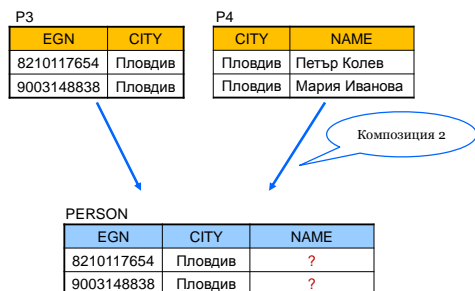 P3
EGN CITY
8210117654 Пловдив
9003148838 Пловдив
P4
CITY NAME
Пловдив Петър Колев
Пловдив Мария Иванова
Композиция 2
PERSON
EGN CITY NAME
8210117654 Пловдив ?
9003148838 Пловдив ?